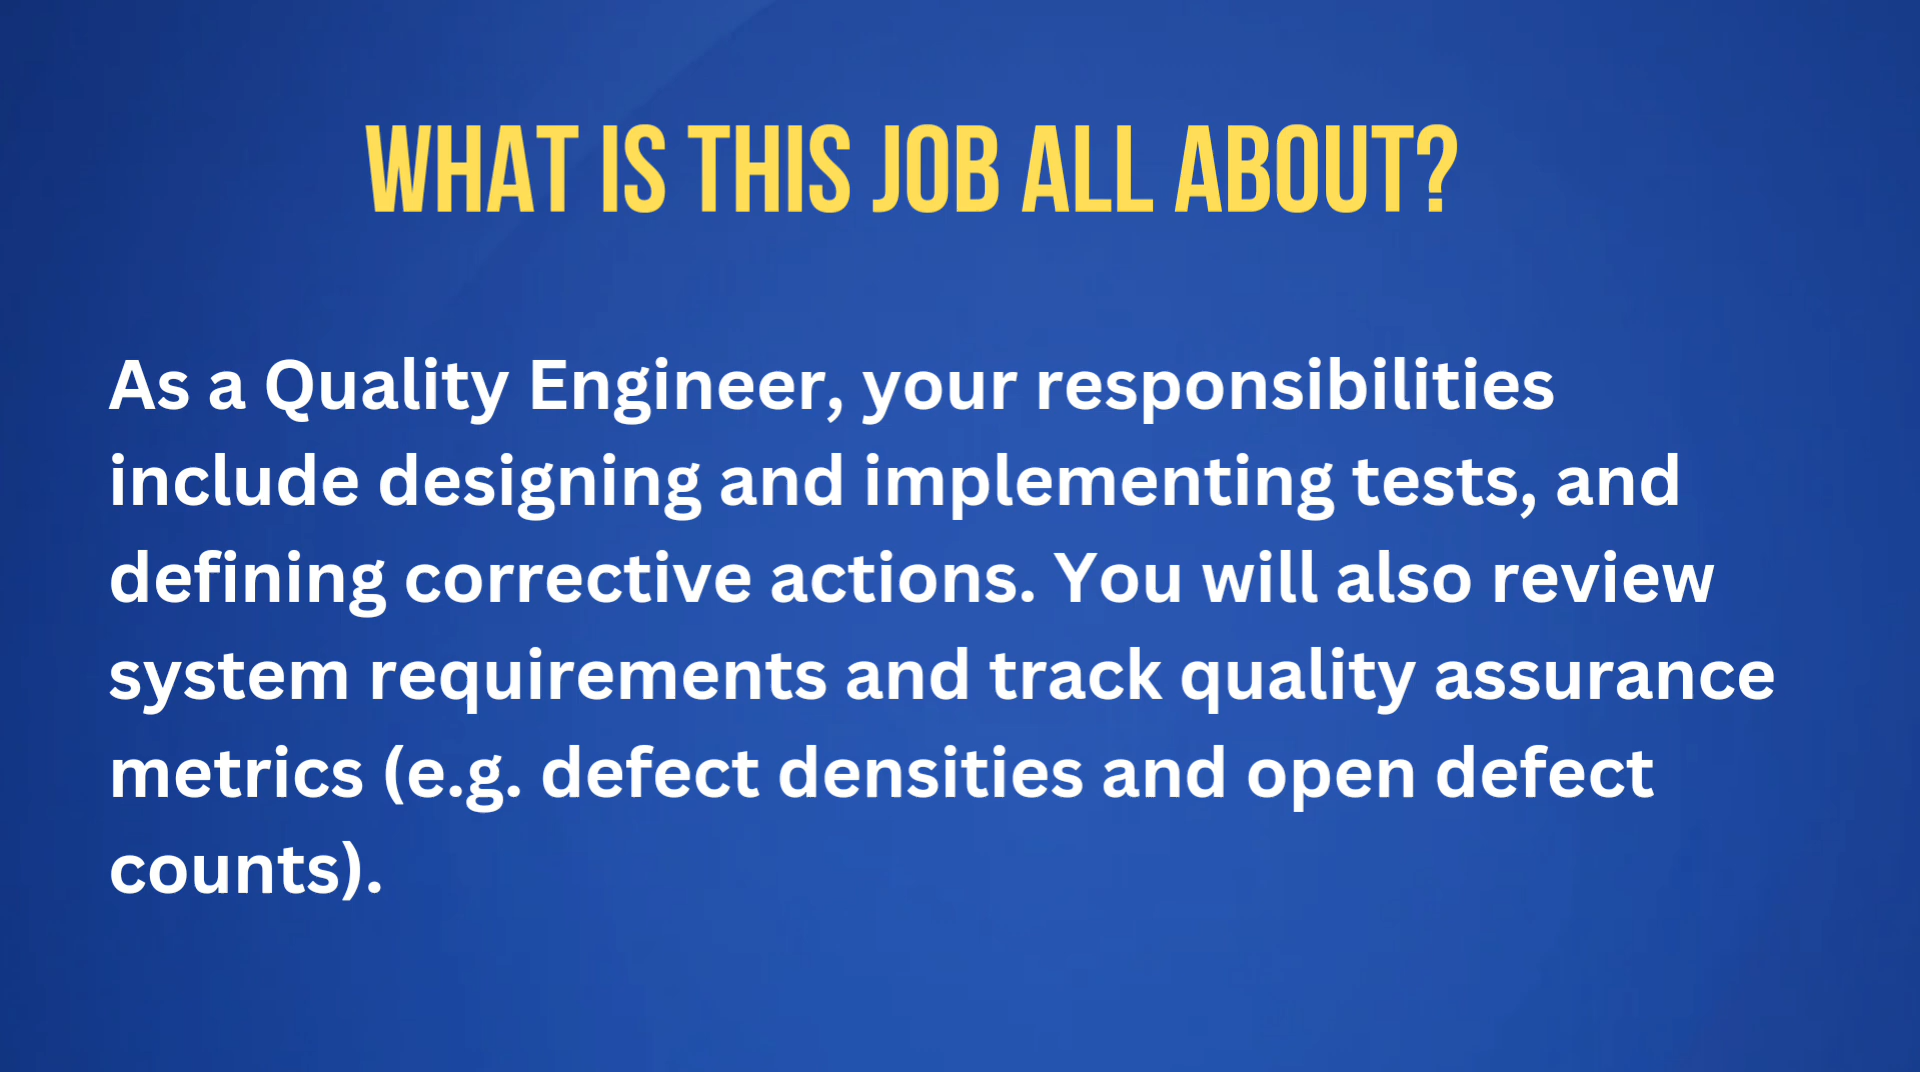 WHAT IS THIS JOB ALL ABOUT?
As a Quality Engineer, your responsibilities
include designing and implementing tests, and
defining corrective actions. You will also review
system requirements and track quality assurance
metrics (e.g. defect densities and open defect
counts).